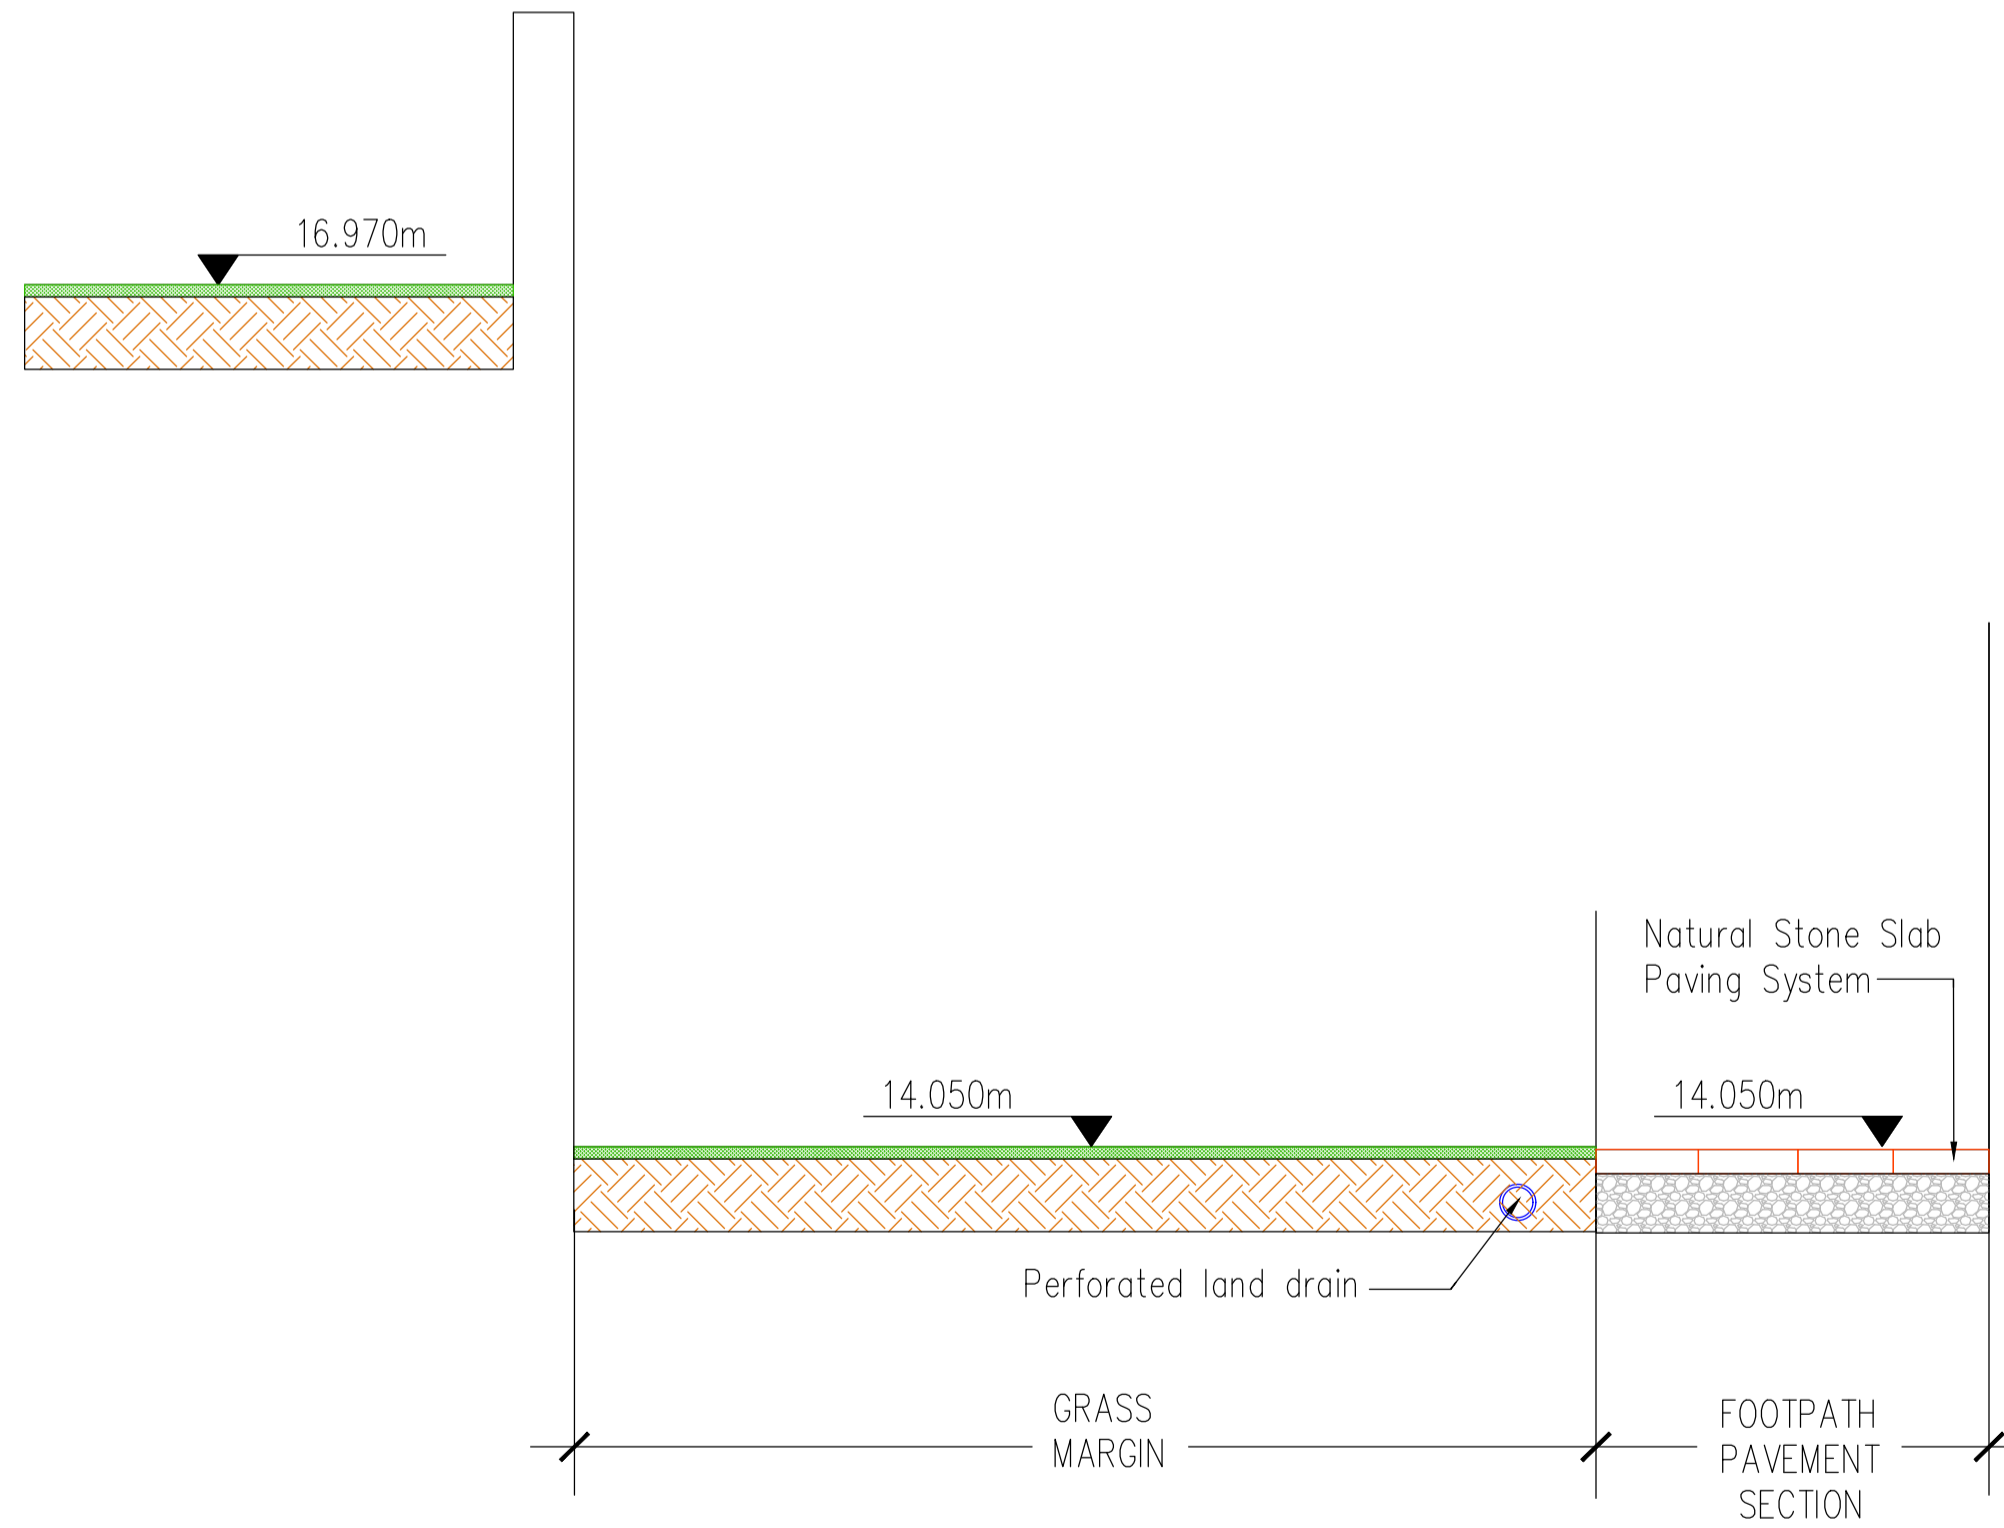 16.970m
Natural Stone Slab
Paving System
14.050m
14.050m
Perforated land drain
GRASS
MARGIN
FOOTPATH
PAVEMENT
SECTION